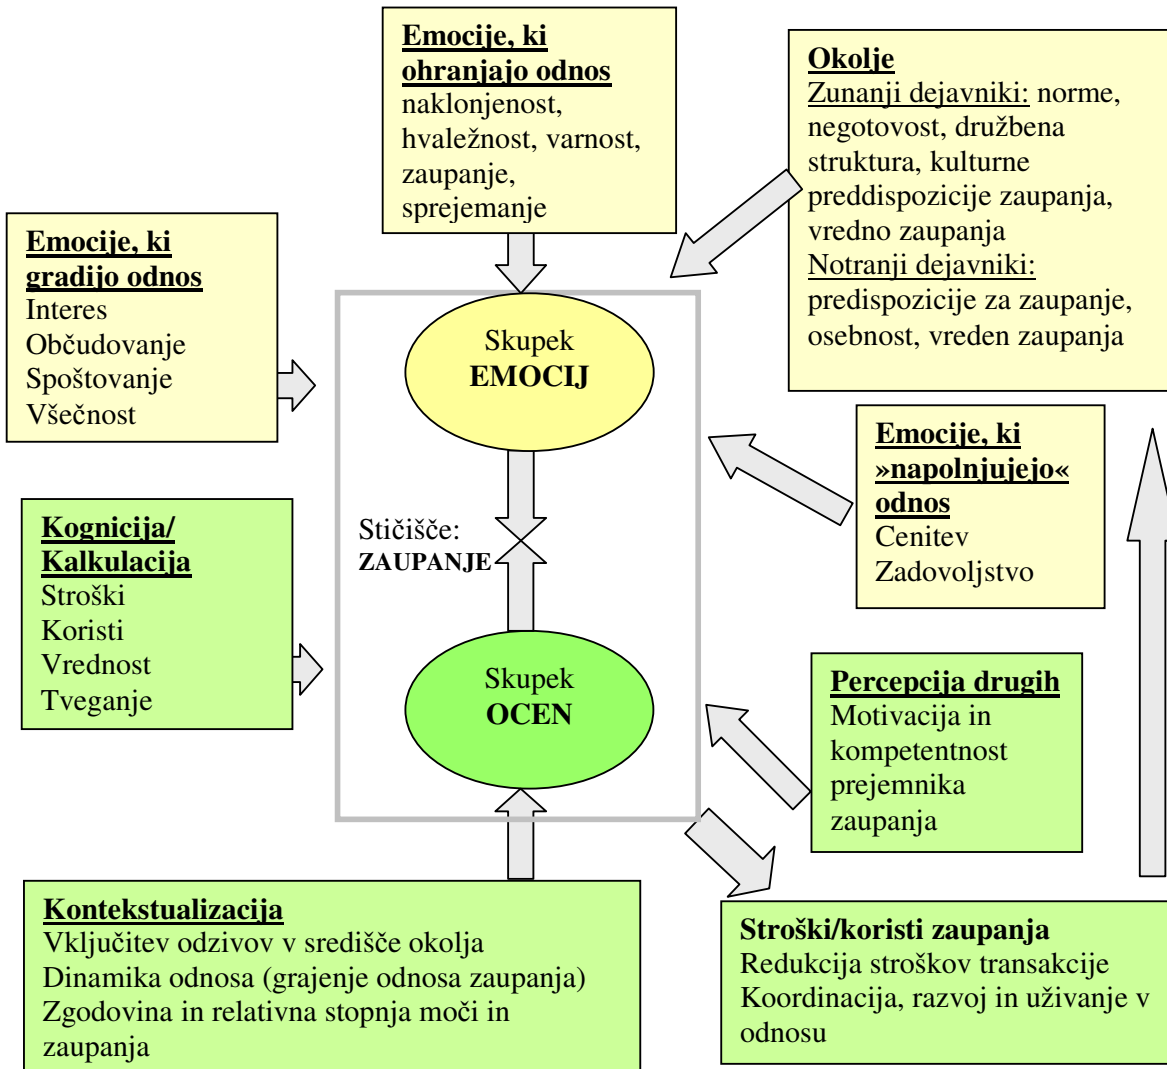 Emocije, ki
ohranjajo odnos
naklonjenost,
hvaležnost, varnost,
zaupanje,
sprejemanje
Okolje
Zunanji dejavniki: norme,
negotovost, družbena
struktura, kulturne
preddispozicije zaupanja,
vredno zaupanja
Notranji dejavniki:
predispozicije za zaupanje,
osebnost, vreden zaupanja
Emocije, ki
gradijo odnos
Interes
Občudovanje
Spoštovanje
Všečnost
Skupek
EMOCIJ
Emocije, ki
»napolnjujejo«
odnos
Cenitev
Zadovoljstvo
Kognicija/
Kalkulacija
Stroški
Koristi
Vrednost
Tveganje
Stičišče:
ZAUPANJE
Skupek
OCEN
Percepcija drugih
Motivacija in
kompetentnost
prejemnika
zaupanja
Kontekstualizacija
Vključitev odzivov v središče okolja
Dinamika odnosa (grajenje odnosa zaupanja)
Zgodovina in relativna stopnja moči in
zaupanja
Stroški/koristi zaupanja
Redukcija stroškov transakcije
Koordinacija, razvoj in uživanje v
odnosu